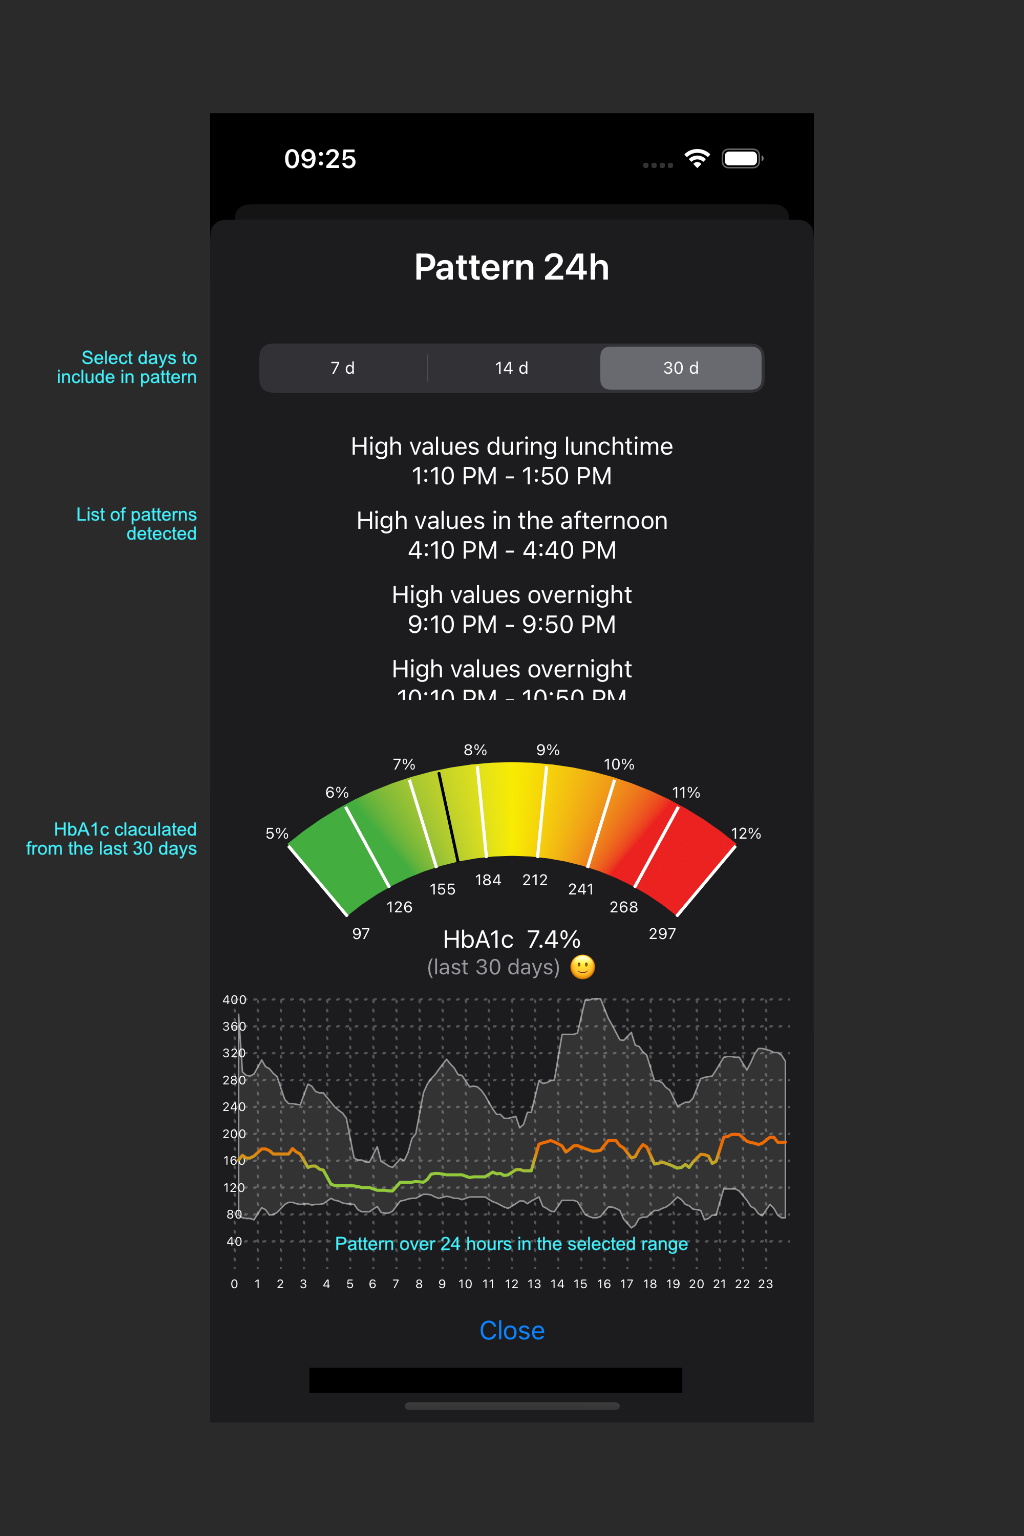 09:25
Pattern 24h
Select days to
include in pattern
7 d
14 d
30 d
High values during lunchtime
1:10 PM - 1:50 PM
List of patterns
detected
High values in the afternoon
4:10 PM - 4:40 PM
High values overnight
9:10 PM - 9:50 PM
High values overnight
10:10 PM - 10:50 PM
HbA1c claculated
from the last 30 days
5%
6%
7%
8%
9%
10%
11%
12%
97
126
155
184
212
241
268
297
HbA1c 7.4%
(last 30 days) 🙂
400
360
320
280
240
200
160
120
80
40
Pattern over 24 hours in the selected range
0 1 2 3 4 5 6 7 8 9 10 11 12 13 14 15 16 17 18 19 20 21 22 23
Close